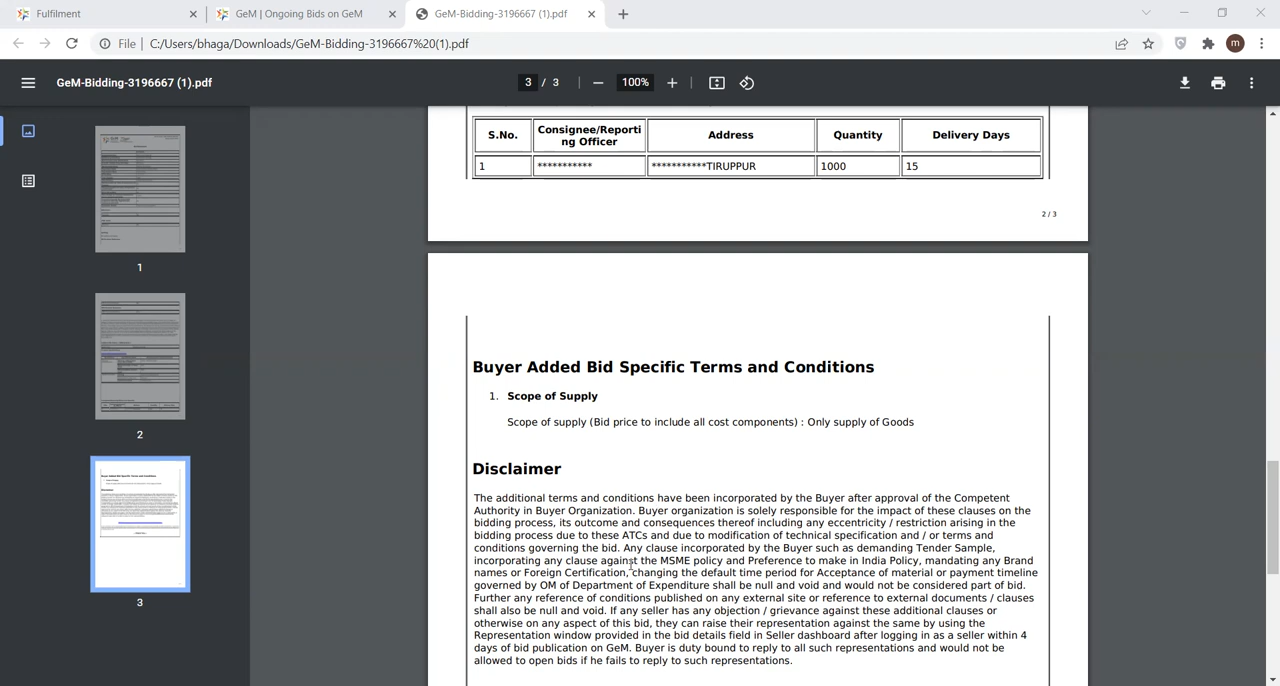 Fulfilment
GeM | Ongoing Bids on GeM
GeM-Bidding-3196667 (1).pdf
File | C:/Users/bhaga/Downloads/GeM-Bidding-3196667%20(1).pdf
m
GeM-Bidding-3196667 (1).pdf
3 / 3
100%
1
2
3
S.No.
Consignee/Reporti
ng Officer
Address
Quantity
Delivery Days
1
***********
***********TIRUPPUR
1000
15
2 / 3
Buyer Added Bid Specific Terms and Conditions
1. Scope of Supply
Scope of supply (Bid price to include all cost components) : Only supply of Goods
Disclaimer
The additional terms and conditions have been incorporated by the Buyer after approval of the Competent
Authority in Buyer Organization. Buyer organization is solely responsible for the impact of these clauses on the
bidding process, its outcome and consequences thereof including any eccentricity / restriction arising in the
bidding process due to these ATCs and due to modification of technical specification and / or terms and
conditions governing the bid. Any clause incorporated by the Buyer such as demanding Tender Sample,
incorporating any clause against the MSME policy and Preference to make in India Policy, mandating any Brand
names or Foreign Certification, changing the default time period for Acceptance of material or payment timeline
governed by OM of Department of Expenditure shall be null and void and would not be considered part of bid.
Further any reference of conditions published on any external site or reference to external documents / clauses
shall also be null and void. If any seller has any objection / grievance against these additional clauses or
otherwise on any aspect of this bid, they can raise their representation against the same by using the
Representation window provided in the bid details field in Seller dashboard after logging in as a seller within 4
days of bid publication on GeM. Buyer is duty bound to reply to all such representations and would not be
allowed to open bids if he fails to reply to such representations.